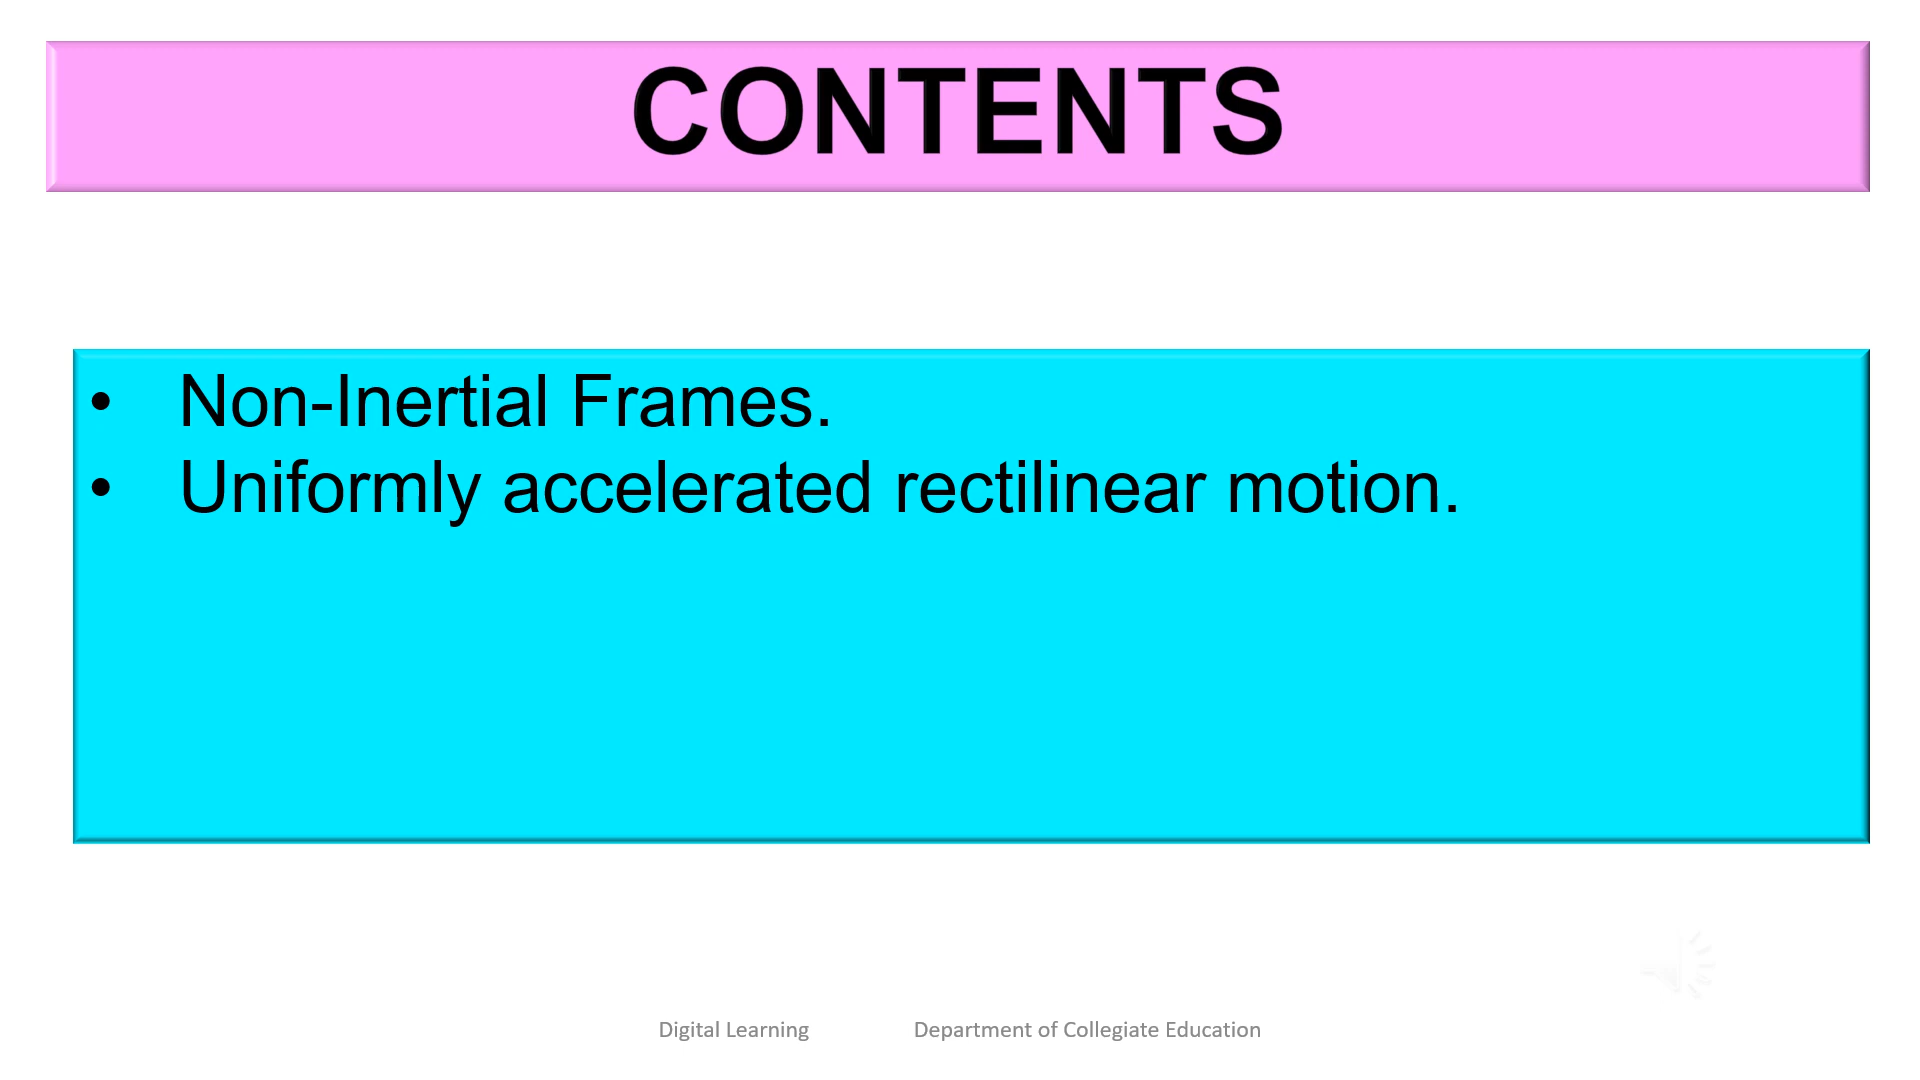 CONTENTS
• Non-Inertial Frames.
• Uniformly accelerated rectilinear motion.
Digital Learning Department of Collegiate Education